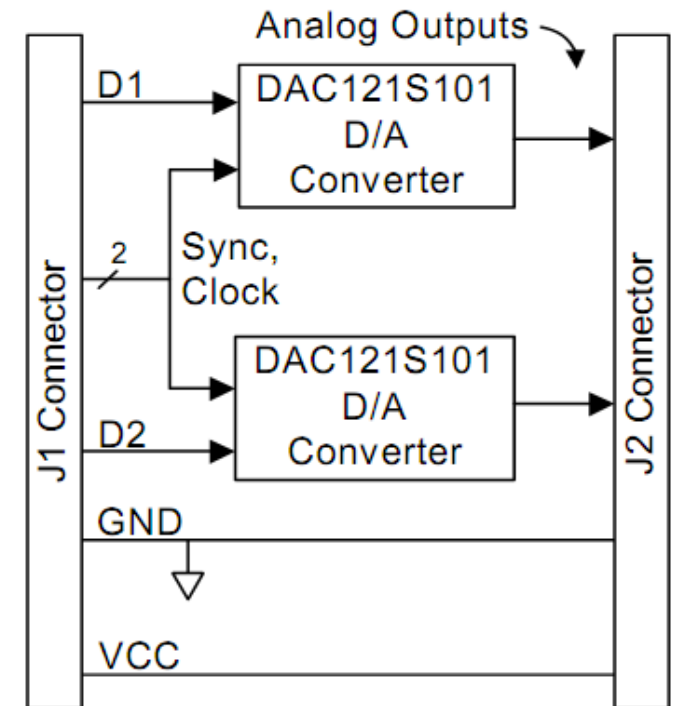 Analog Outputs
D1
DAC121S101
D/A
Converter
2
Sync,
Clock
J1 Connector
J2 Connector
DAC121S101
D/A
Converter
D2
GND
VCC